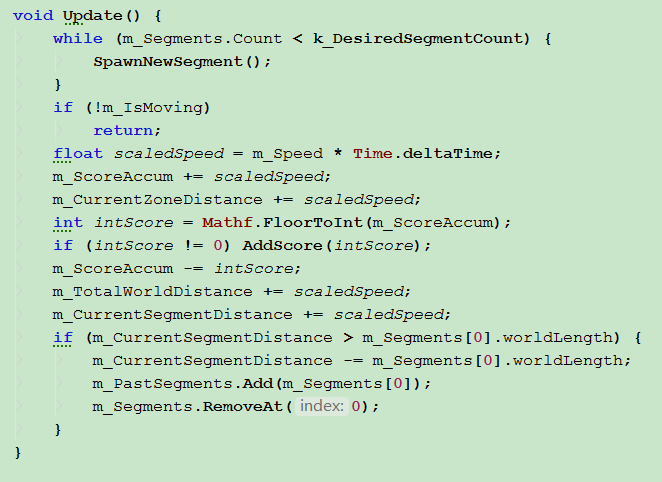 void Update() {
while (m_Segments.Count < k_DesiredSegmentCount) {
SpawnNewSegment();
}
if (!m_IsMoving)
return;
float scaledSpeed = m_Speed * Time.deltaTime;
m_ScoreAccum += scaledSpeed;
m_CurrentZoneDistance += scaledSpeed;
int intScore = Mathf.FloorToInt(m_ScoreAccum);
if (intScore != 0) AddScore(intScore);
m_ScoreAccum -= intScore;
m_TotalWorldDistance += scaledSpeed;
m_CurrentSegmentDistance += scaledSpeed;
if (m_CurrentSegmentDistance > m_Segments[0].worldLength) {
m_CurrentSegmentDistance -= m_Segments[0].worldLength;
m_PastSegments.Add(m_Segments[0]);
m_Segments.RemoveAt(index: 0);
}
}